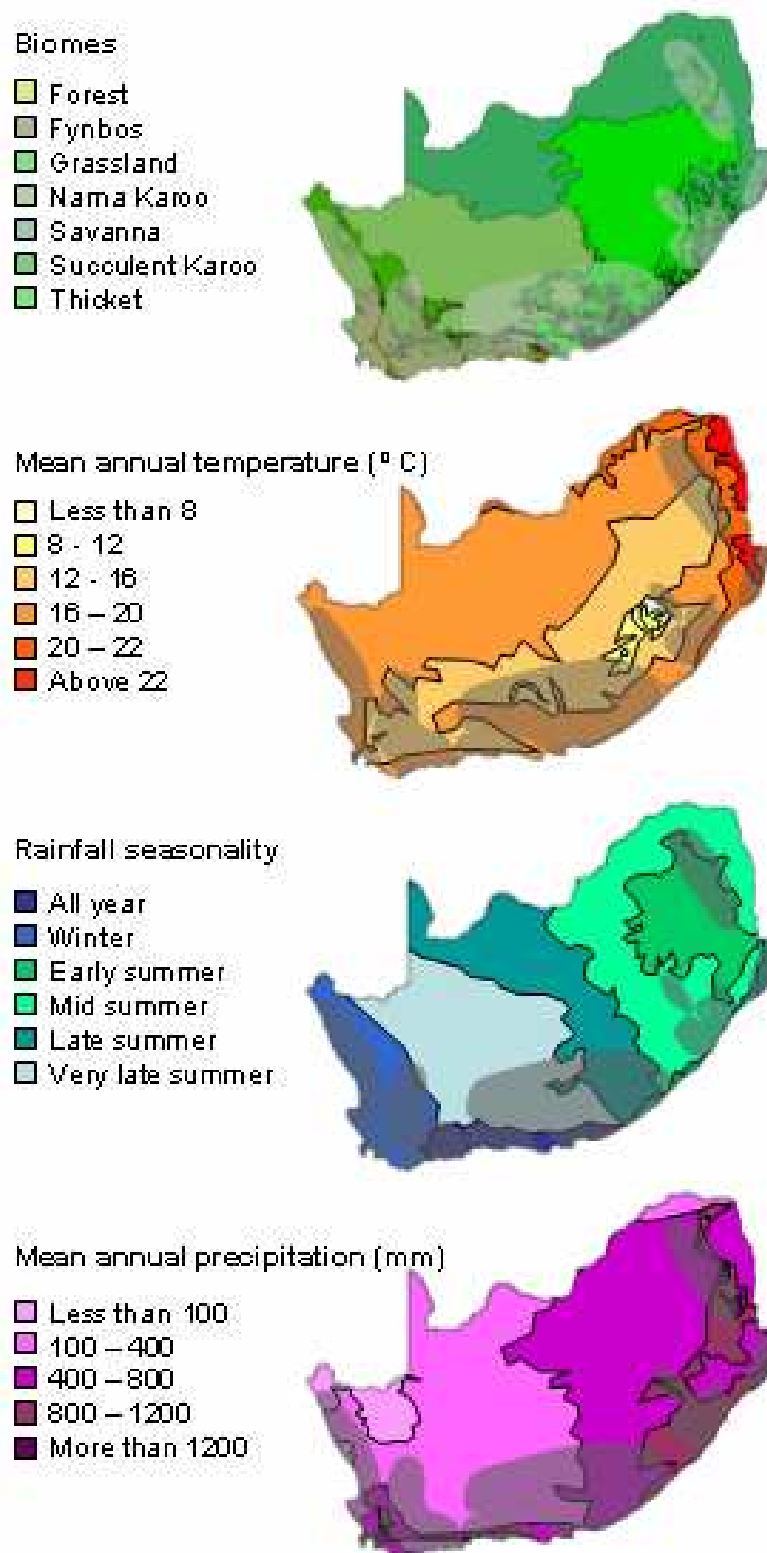 Biomes
Forest
Fynbos
Grassland
Nama Karoo
Savanna
Succulent Karoo
Thicket
Mean annual temperature (º C)
Less than 8
8 - 12
12 - 16
16 – 20
20 – 22
Above 22
Rainfall seasonality
All year
Winter
Early summer
Mid summer
Late summer
Very late summer
Mean annual precipitation (mm)
Less than 100
100 – 400
400 – 800
800 – 1200
More than 1200